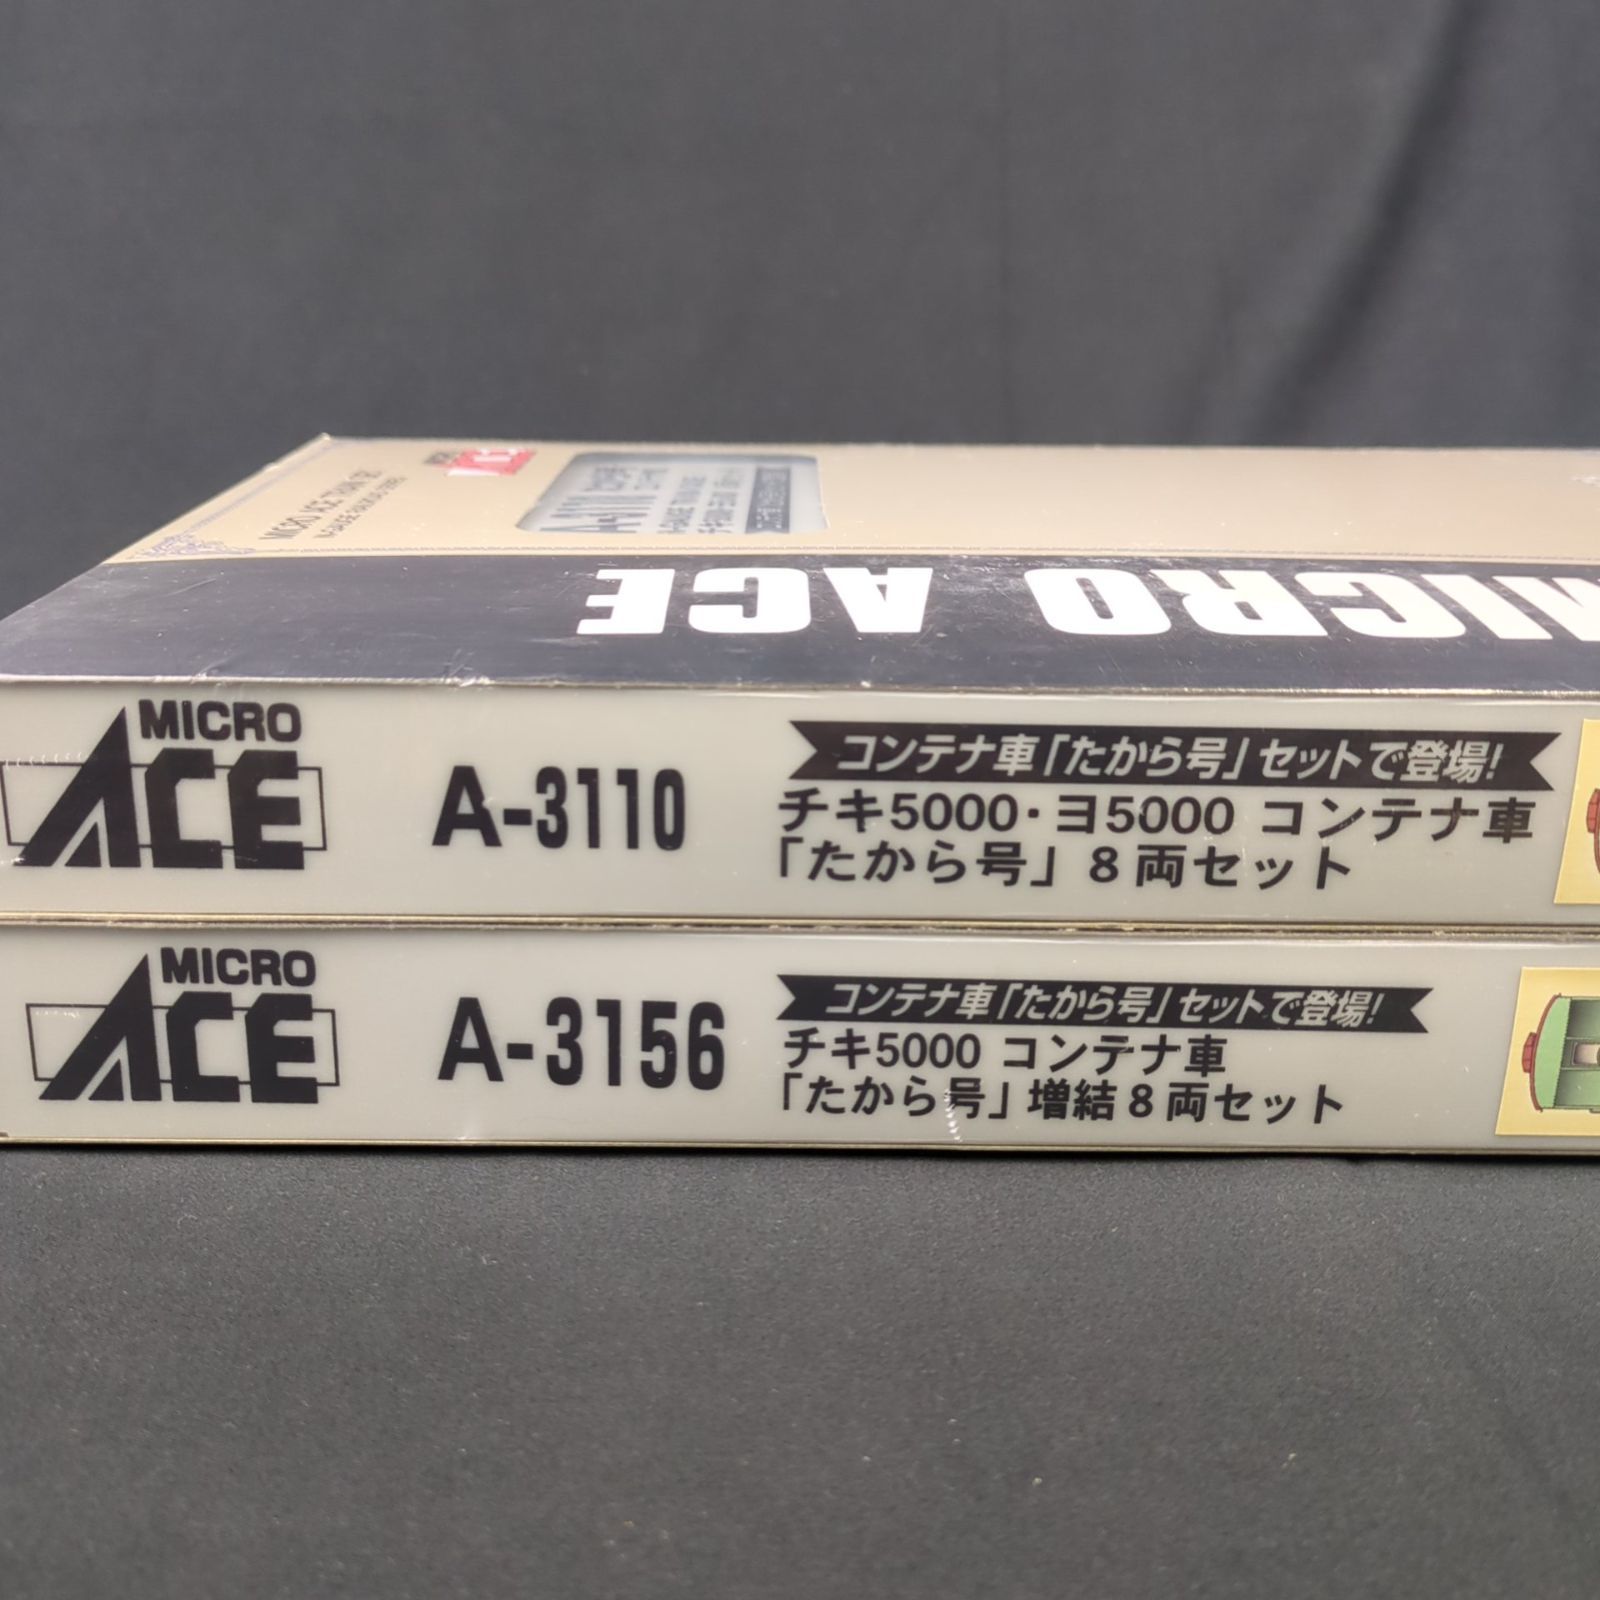 MICRO ACE TRAIN SET
MICRO ACE
MICRO
ACE
A-3110
コンテナ車「たから号」セットで登場!
チキ5000・ヨ5000 コンテナ車
「たから号」8両セット
MICRO
ACE
A-3156
コンテナ車「たから号」セットで登場!
チキ5000 コンテナ車
「たから号」増結8両セット